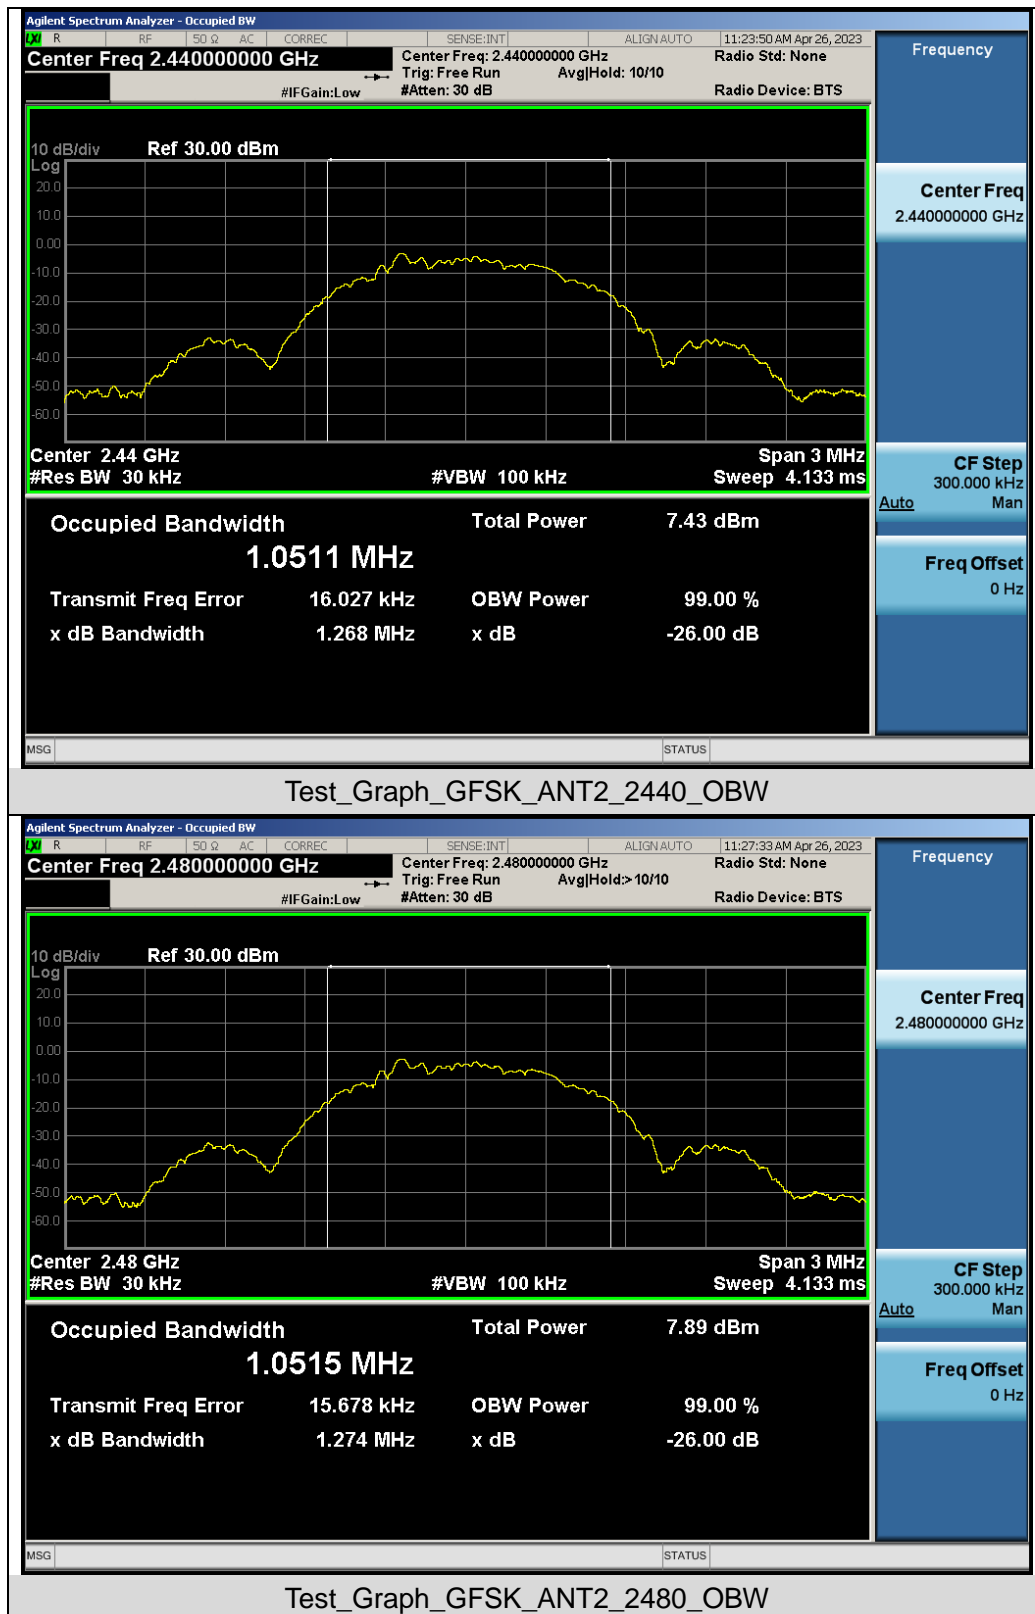 Agilent Spectrum Analyzer - Occupied BW
LXI R RF 50 Ω AC CORREC SENSE:INT ALIGN AUTO 11:23:50 AM Apr 26, 2023
Center Freq 2.440000000 GHz
Center Freq: 2.440000000 GHz Radio Std: None
Trig: Free Run Avg|Hold: 10/10
#IFGain:Low #Atten: 30 dB Radio Device: BTS
Frequency
10 dB/div Ref 30.00 dBm
Log
20.0
10.0
0.00
-10.0
-20.0
-30.0
-40.0
-50.0
-60.0
Center 2.44 GHz Span 3 MHz
#Res BW 30 kHz #VBW 100 kHz Sweep 4.133 ms
Center Freq
2.440000000 GHz
CF Step
300.000 kHz
Auto Man
Freq Offset
0 Hz
Occupied Bandwidth Total Power 7.43 dBm
1.0511 MHz
Transmit Freq Error 16.027 kHz OBW Power 99.00 %
x dB Bandwidth 1.268 MHz x dB -26.00 dB
MSG STATUS
Test_Graph_GFSK_ANT2_2440_OBW
Agilent Spectrum Analyzer - Occupied BW
LXI R RF 50 Ω AC CORREC SENSE:INT ALIGN AUTO 11:27:33 AM Apr 26, 2023
Center Freq 2.480000000 GHz
Center Freq: 2.480000000 GHz Radio Std: None
Trig: Free Run Avg|Hold:> 10/10
#IFGain:Low #Atten: 30 dB Radio Device: BTS
Frequency
10 dB/div Ref 30.00 dBm
Log
20.0
10.0
0.00
-10.0
-20.0
-30.0
-40.0
-50.0
-60.0
Center 2.48 GHz Span 3 MHz
#Res BW 30 kHz #VBW 100 kHz Sweep 4.133 ms
Center Freq
2.480000000 GHz
CF Step
300.000 kHz
Auto Man
Freq Offset
0 Hz
Occupied Bandwidth Total Power 7.89 dBm
1.0515 MHz
Transmit Freq Error 15.678 kHz OBW Power 99.00 %
x dB Bandwidth 1.274 MHz x dB -26.00 dB
MSG STATUS
Test_Graph_GFSK_ANT2_2480_OBW